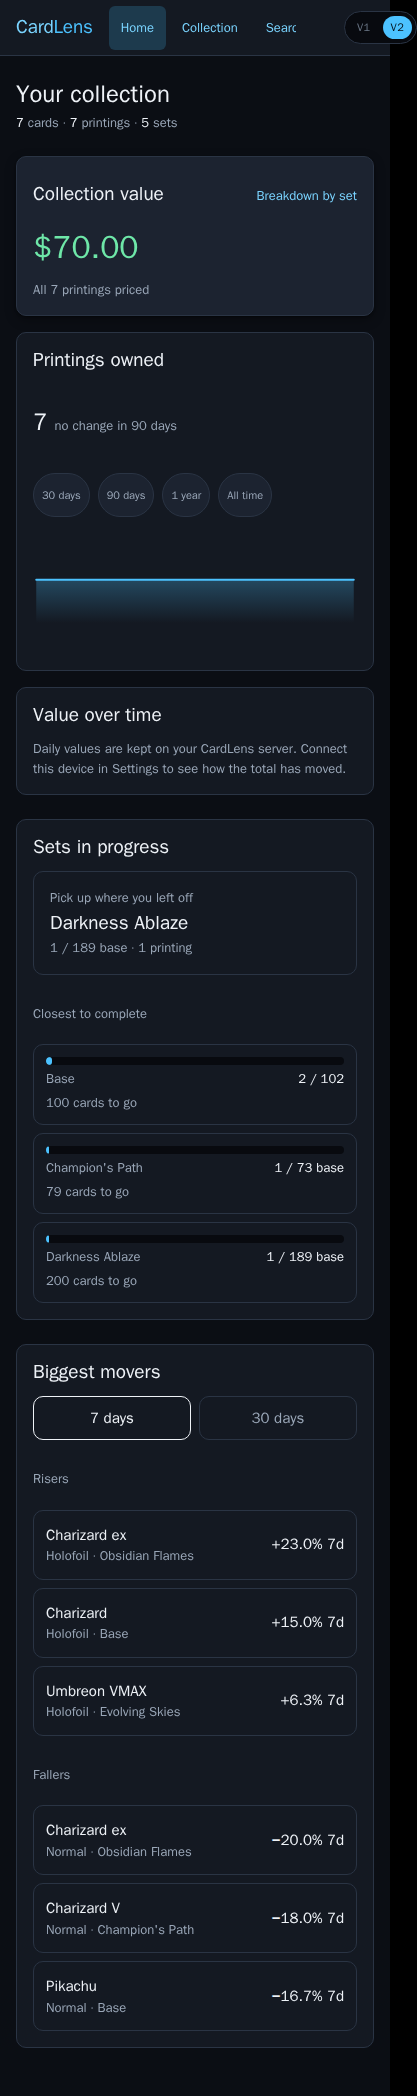 CardLens Home Collection Searc V1 V2
Your collection
7 cards · 7 printings · 5 sets
Collection value Breakdown by set
$70.00
All 7 printings priced
Printings owned
7 no change in 90 days
30 days 90 days 1 year All time
Value over time
Daily values are kept on your CardLens server. Connect
this device in Settings to see how the total has moved.
Sets in progress
Pick up where you left off
Darkness Ablaze
1 / 189 base · 1 printing
Closest to complete
Base 2 / 102
100 cards to go
Champion's Path 1 / 73 base
79 cards to go
Darkness Ablaze 1 / 189 base
200 cards to go
Biggest movers
7 days 30 days
Risers
Charizard ex
Holofoil · Obsidian Flames
+23.0% 7d
Charizard
Holofoil · Base
+15.0% 7d
Umbreon VMAX
Holofoil · Evolving Skies
+6.3% 7d
Fallers
Charizard ex
Normal · Obsidian Flames
−20.0% 7d
Charizard V
Normal · Champion's Path
−18.0% 7d
Pikachu
Normal · Base
−16.7% 7d